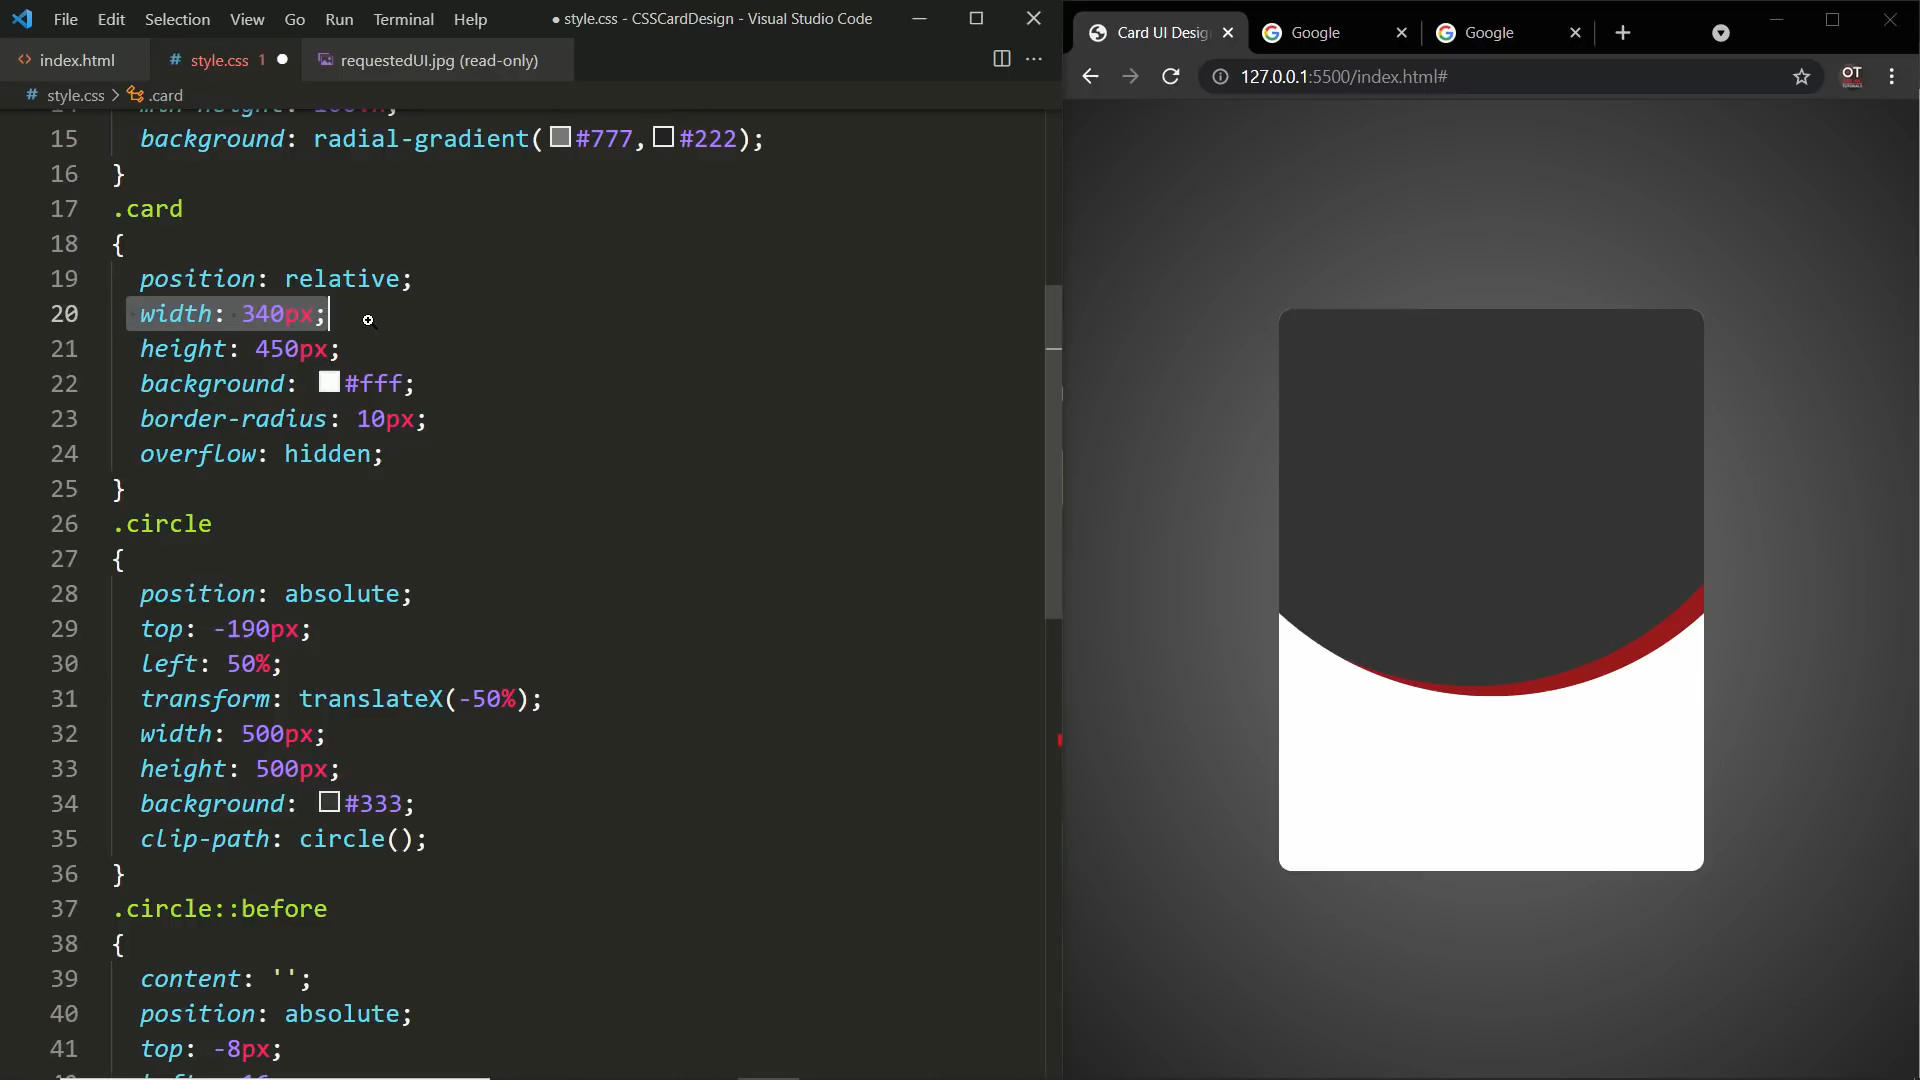 File Edit Selection View Go Run Terminal Help ● style.css - CSSCardDesign - Visual Studio Code
index.html style.css 1 requestedUI.jpg (read-only)
style.css > .card
15 background: radial-gradient(#777,#222);
16 }
17 .card
18 {
19 position: relative;
20 width: 340px;
21 height: 450px;
22 background: #fff;
23 border-radius: 10px;
24 overflow: hidden;
25 }
26 .circle
27 {
28 position: absolute;
29 top: -190px;
30 left: 50%;
31 transform: translateX(-50%);
32 width: 500px;
33 height: 500px;
34 background: #333;
35 clip-path: circle();
36 }
37 .circle::before
38 {
39 content: '';
40 position: absolute;
41 top: -8px;
Card UI Desig Google Google
127.0.0.1:5500/index.html#
OT